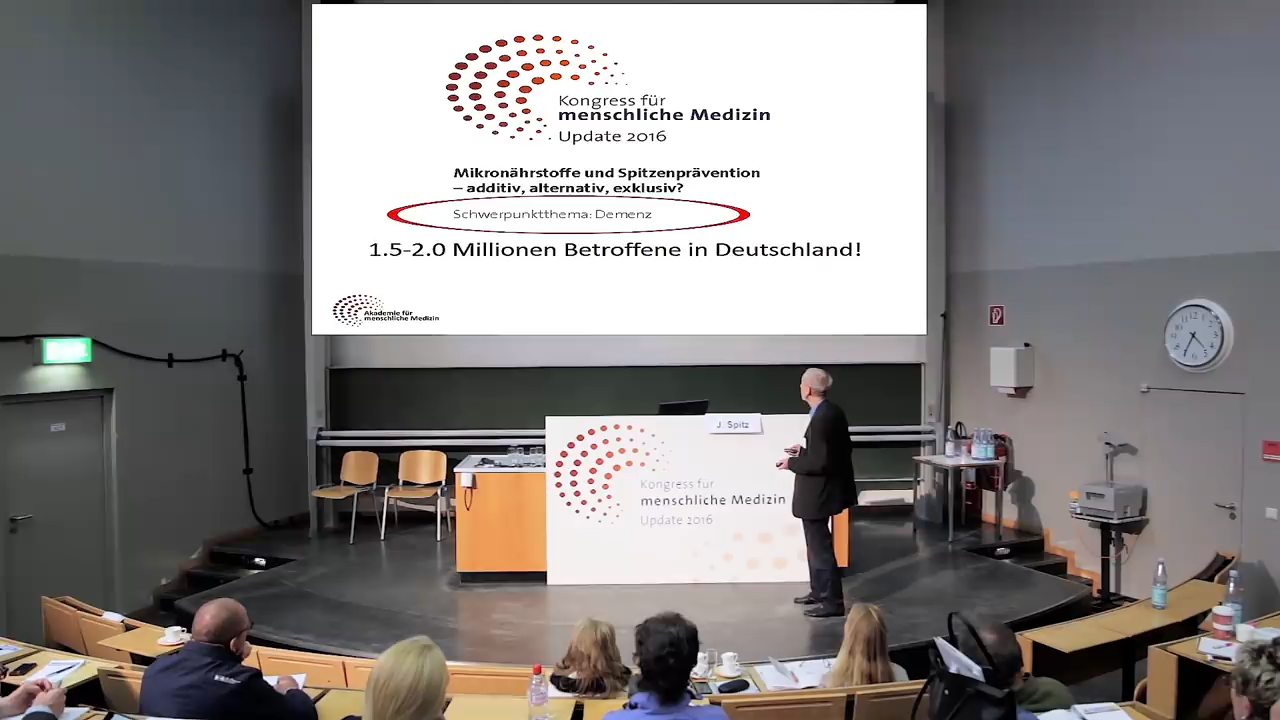 Kongress für
menschliche Medizin
Update 2016
Mikronährstoffe und Spitzenprävention
– additiv, alternativ, exklusiv?
Schwerpunktthema: Demenz
1.5-2.0 Millionen Betroffene in Deutschland!
Akademie für
menschliche Medizin
J. Spitz
Kongress für
menschliche Medizin
Update 2016